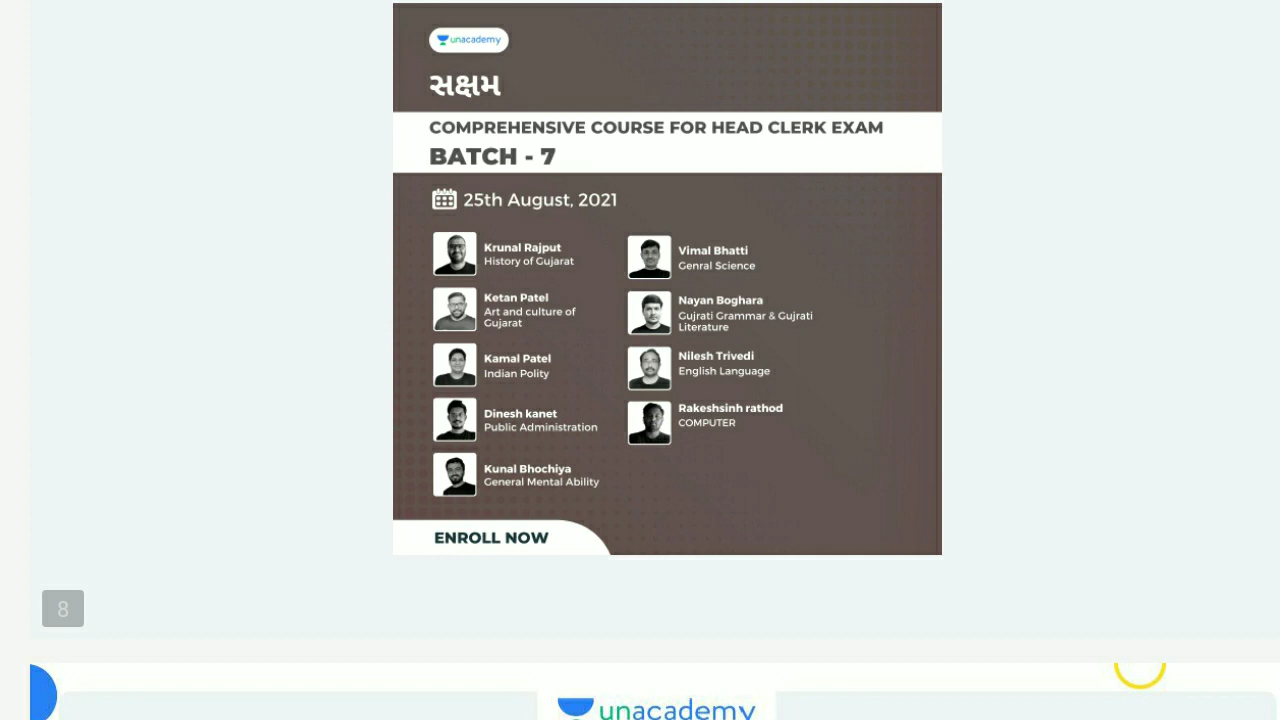 unacademy
સક્ષમ
COMPREHENSIVE COURSE FOR HEAD CLERK EXAM
BATCH - 7
25th August, 2021
Krunal Rajput
History of Gujarat
Ketan Patel
Art and culture of
Gujarat
Kamal Patel
Indian Polity
Dinesh kanet
Public Administration
Kunal Bhochiya
General Mental Ability
Vimal Bhatti
Genral Science
Nayan Boghara
Gujrati Grammar & Gujrati
Literature
Nilesh Trivedi
English Language
Rakeshsinh rathod
COMPUTER
ENROLL NOW
8
unacademy